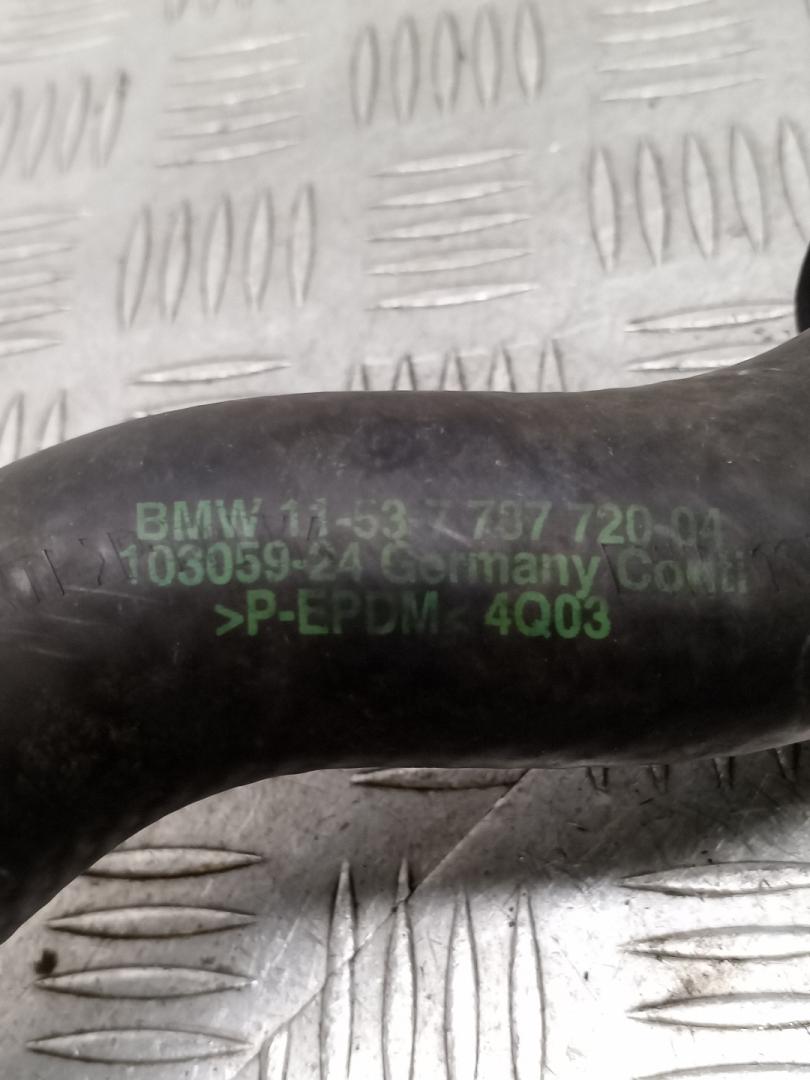 BMW 11-53 7 787 720-04
103059-24 Germany Conti
>P-EPDM< 4Q03